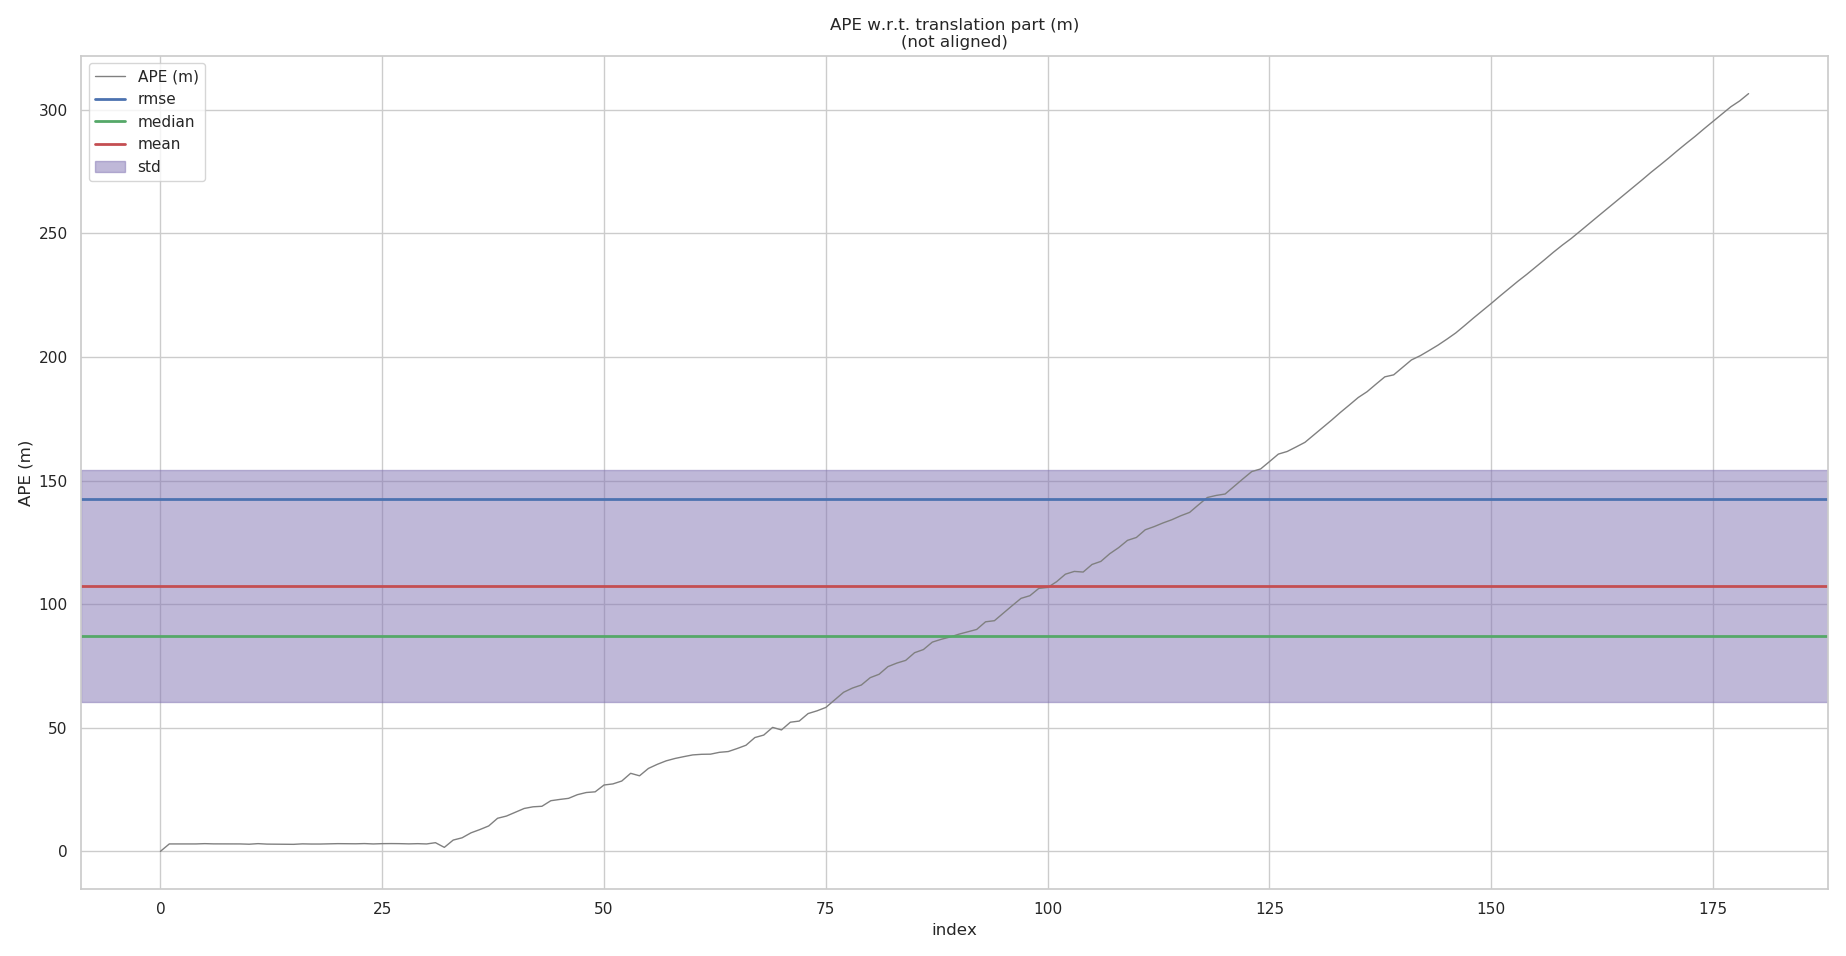 APE w.r.t. translation part (m)
(not aligned)
APE (m)
rmse
median
mean
std
APE (m)
300
250
200
150
100
50
0
0 25 50 75 100 125 150 175
index